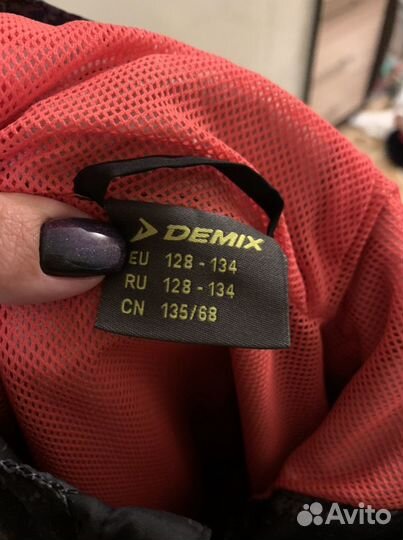 DEMIX
EU 128 - 134
RU 128 - 134
CN 135/68
Avito